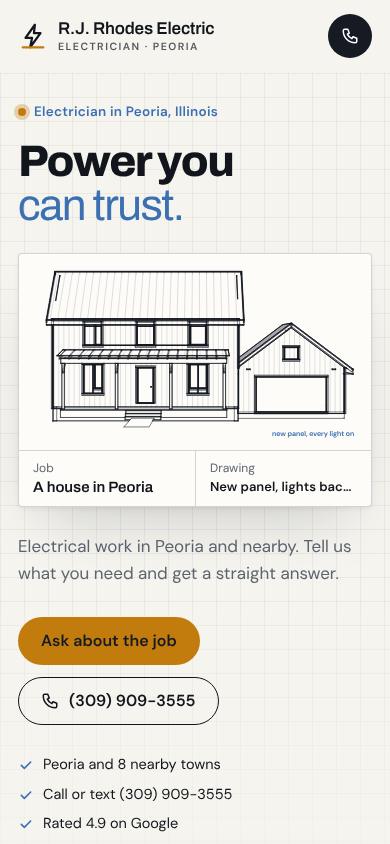 R.J. Rhodes Electric
ELECTRICIAN · PEORIA
Electrician in Peoria, Illinois
Power you
can trust.
new panel, every light on
Job
A house in Peoria
Drawing
New panel, lights bac...
Electrical work in Peoria and nearby. Tell us
what you need and get a straight answer.
Ask about the job
(309) 909-3555
Peoria and 8 nearby towns
Call or text (309) 909-3555
Rated 4.9 on Google